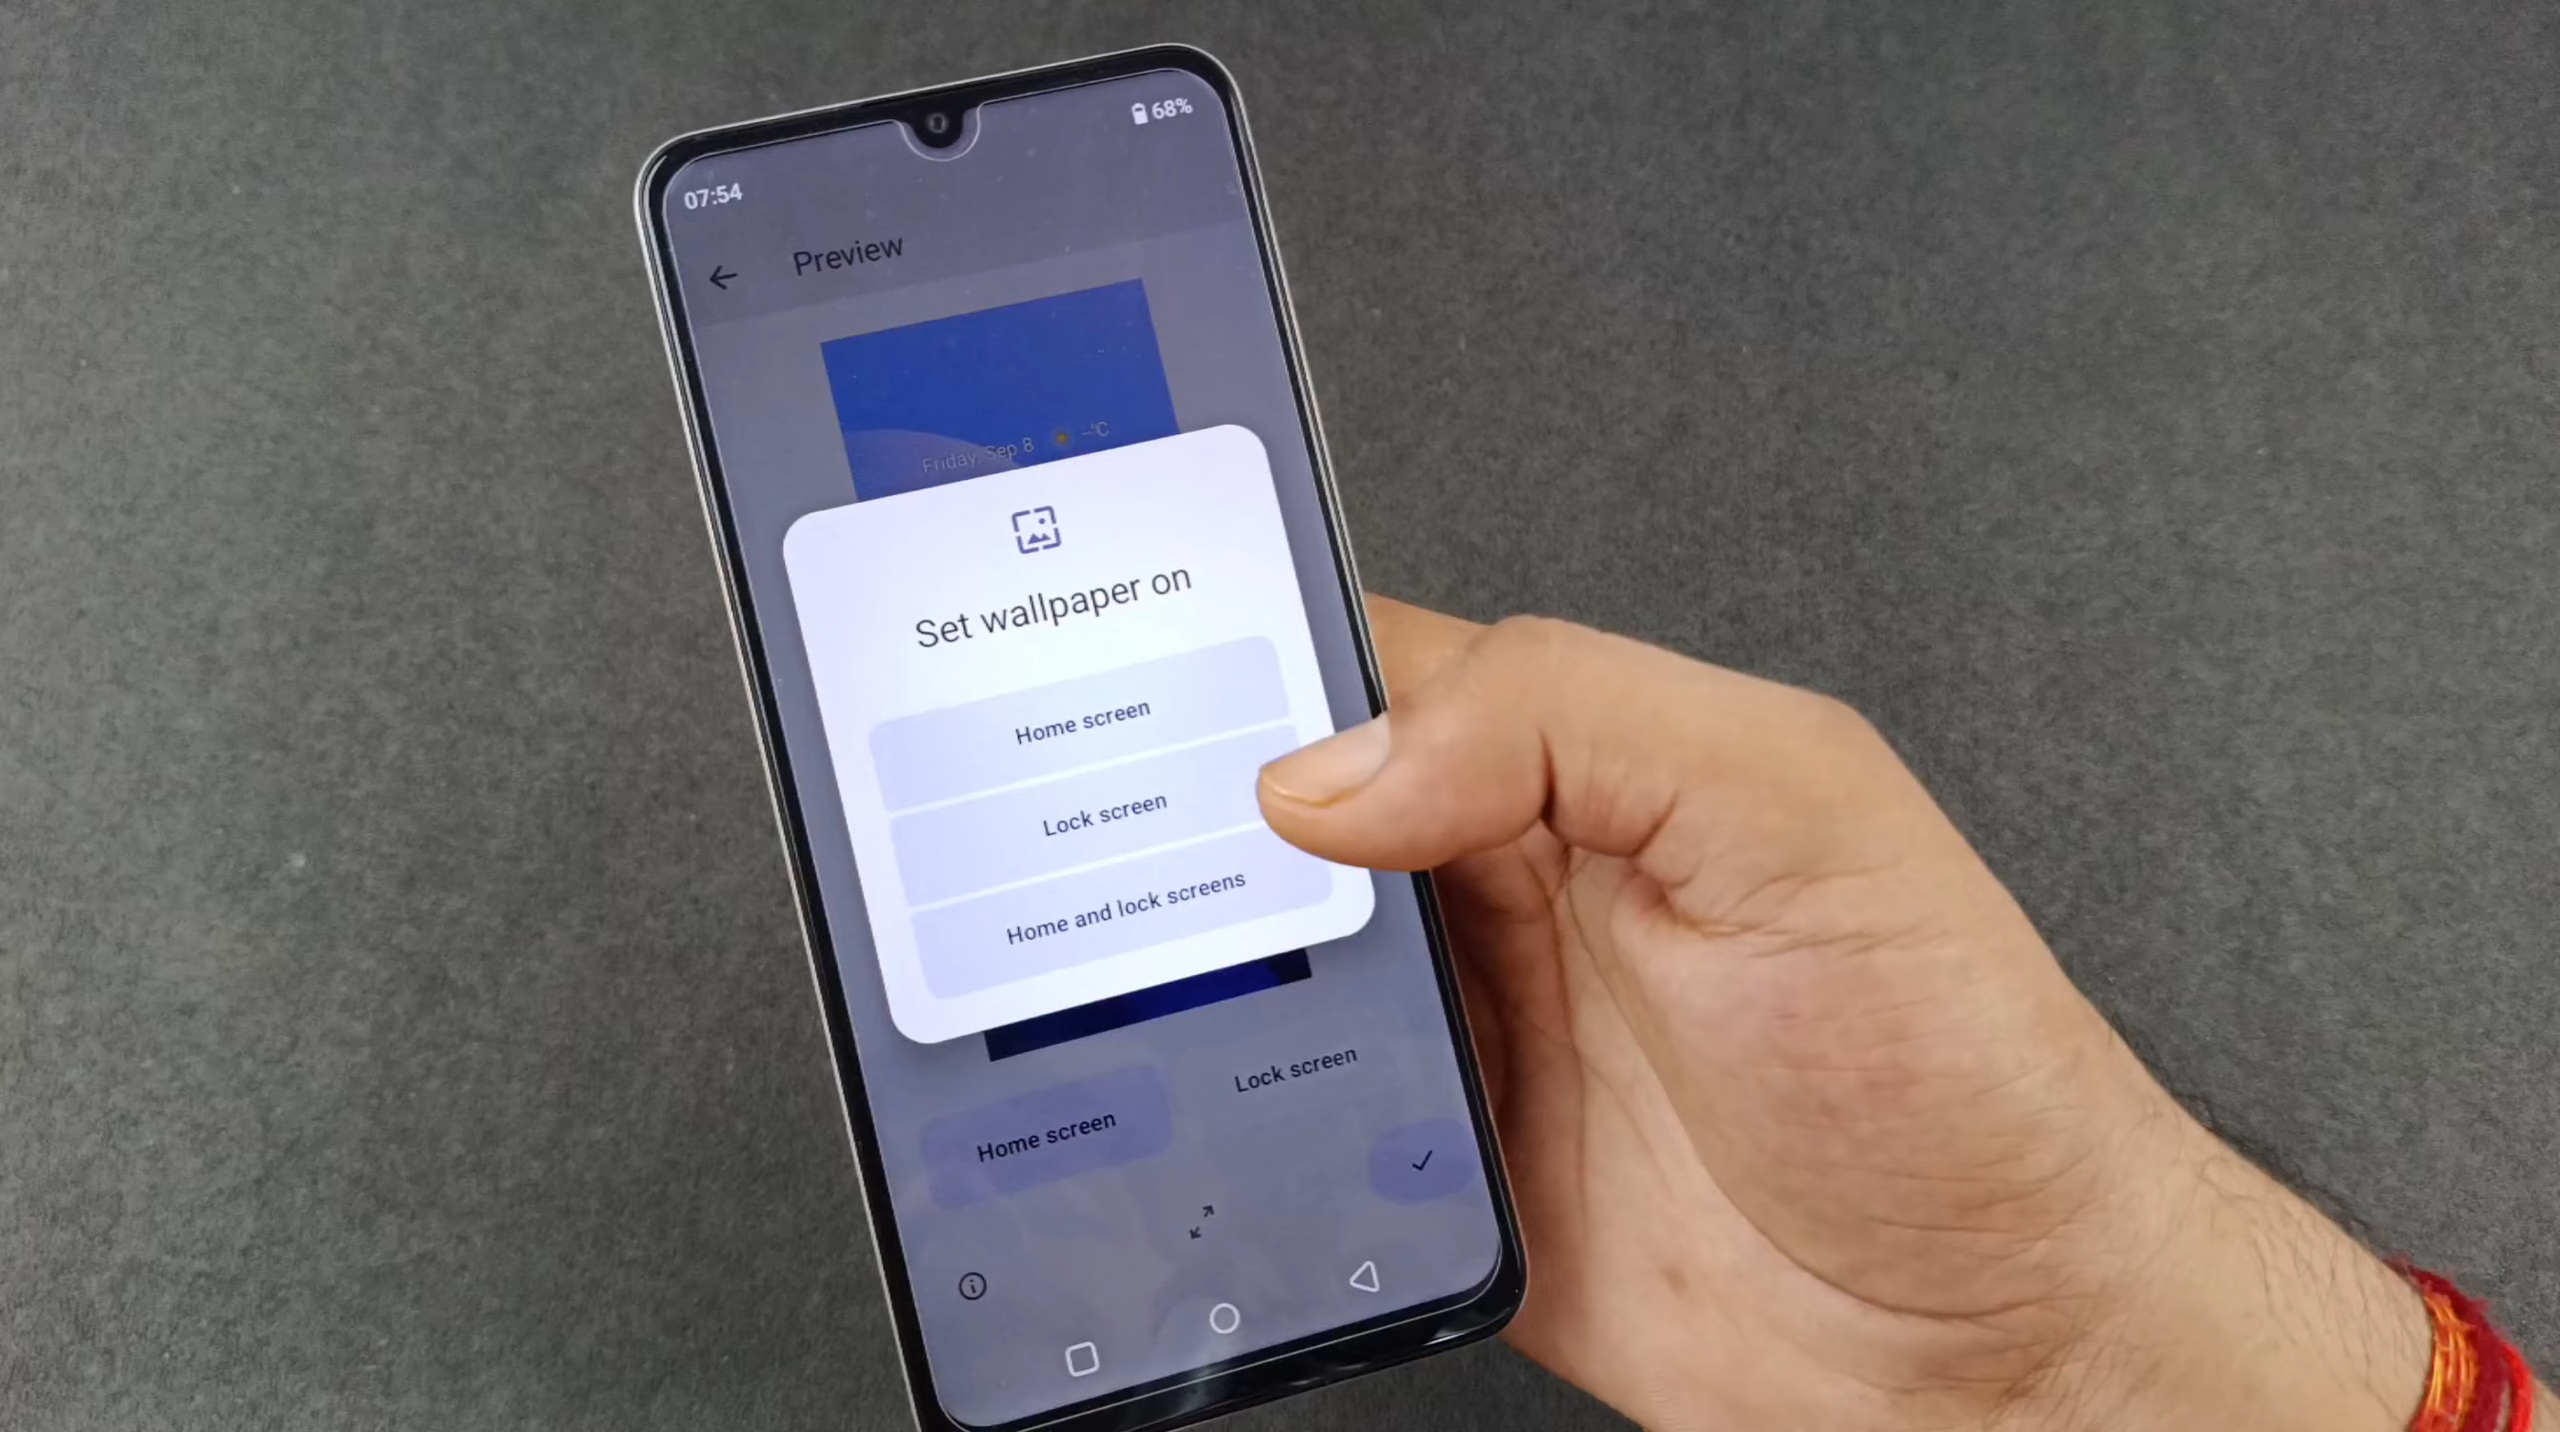 07:54
68%
Preview
Friday, Sep 8 --°C
Set wallpaper on
Home screen
Lock screen
Home and lock screens
Home screen
Lock screen